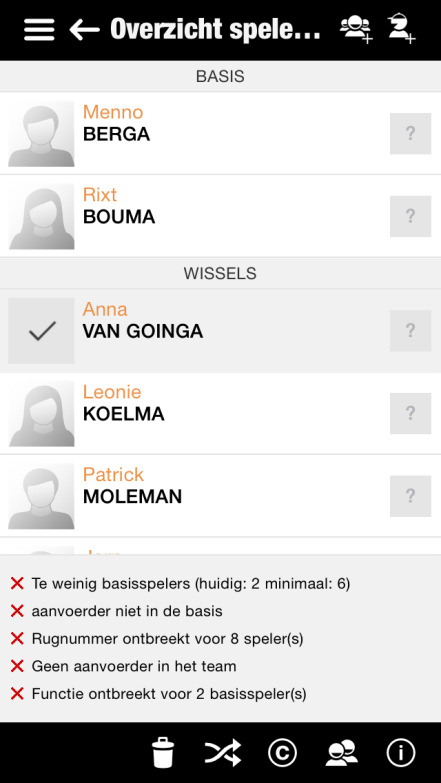 Overzicht spele...
BASIS
Menno
BERGA
?
Rixt
BOUMA
?
WISSELS
Anna
VAN GOINGA
?
Leonie
KOELMA
?
Patrick
MOLEMAN
?
Te weinig basisspelers (huidig: 2 minimaal: 6)
aanvoerder niet in de basis
Rugnummer ontbreekt voor 8 speler(s)
Geen aanvoerder in het team
Functie ontbreekt voor 2 basisspeler(s)